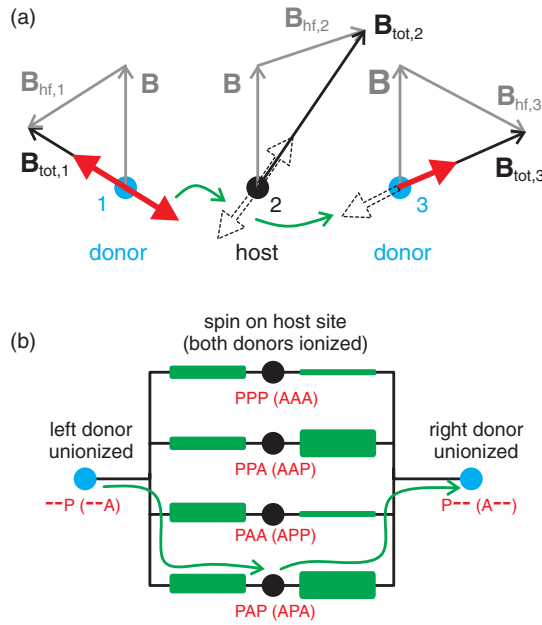 (a)
B_hf,2
B_tot,2
B_hf,1
B
B
B
B_hf,3
B_tot,1
B_tot,3
1
2
3
donor
host
donor
spin on host site
(both donors ionized)
(b)
PPP (AAA)
left donor
unionized
right donor
unionized
PPA (AAP)
--P (--A)
P-- (A--)
PAA (APP)
PAP (APA)